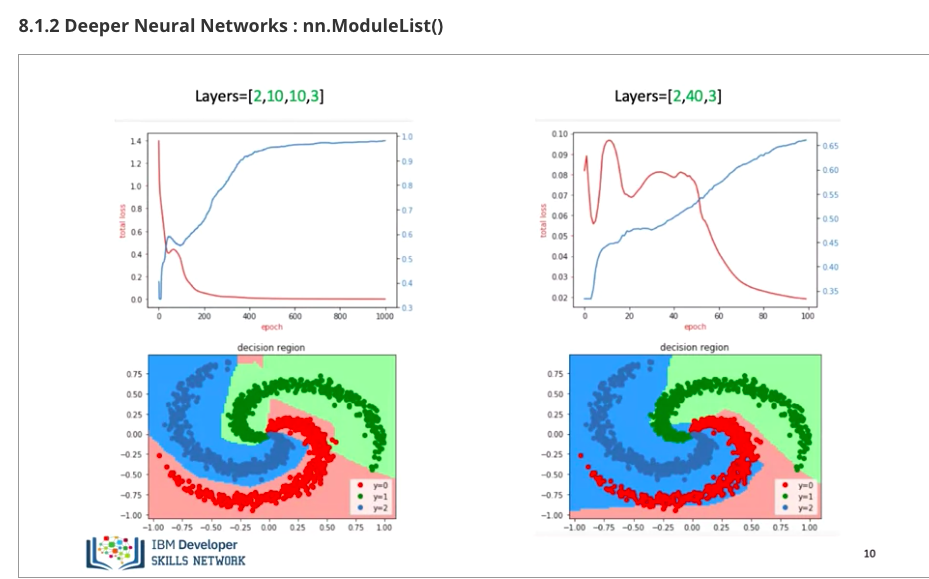 8.1.2 Deeper Neural Networks : nn.ModuleList()
Layers=[2,10,10,3]
1.4
1.2
1.0
0.8
0.6
0.4
0.2
0.0
total loss
1.0
0.9
0.8
0.7
0.6
0.5
0.4
0.3
0 200 400 600 800 1000
epoch
Layers=[2,40,3]
0.10
0.09
0.08
0.07
0.06
0.05
0.04
0.03
0.02
total loss
0.65
0.60
0.55
0.50
0.45
0.40
0.35
0 20 40 60 80 100
epoch
decision region
0.75
0.50
0.25
0.00
−0.25
−0.50
−0.75
−1.00
y=0
y=1
y=2
−1.00 −0.75 −0.50 −0.25 0.00 0.25 0.50 0.75 1.00
decision region
0.75
0.50
0.25
0.00
−0.25
−0.50
−0.75
−1.00
y=0
y=1
y=2
−1.00 −0.75 −0.50 −0.25 0.00 0.25 0.50 0.75 1.00
IBM Developer
SKILLS NETWORK
10